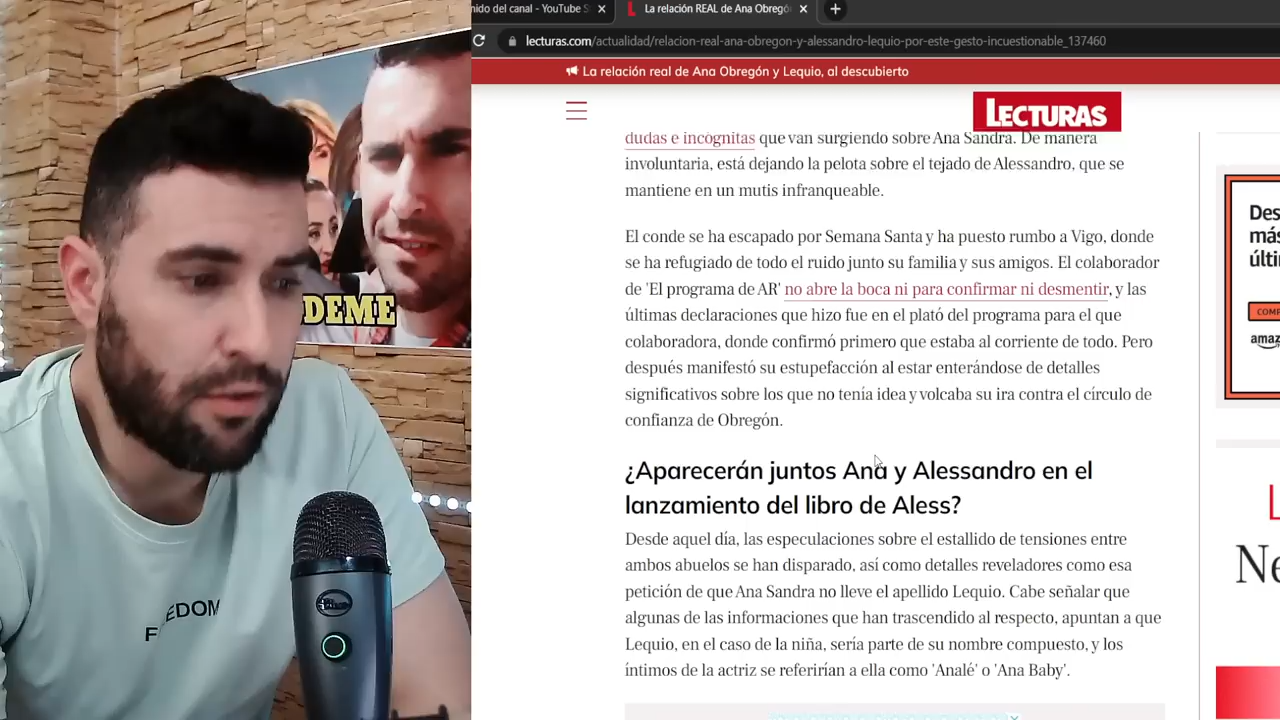 nido del canal - YouTube S
La relación REAL de Ana Obregó
lecturas.com/actualidad/relacion-real-ana-obregon-y-alessandro-lequio-por-este-gesto-incuestionable_137460
La relación real de Ana Obregón y Lequio, al descubierto
LECTURAS
dudas e incógnitas que van surgiendo sobre Ana Sandra. De manera
involuntaria, está dejando la pelota sobre el tejado de Alessandro, que se
mantiene en un mutis infranqueable.
El conde se ha escapado por Semana Santa y ha puesto rumbo a Vigo, donde
se ha refugiado de todo el ruido junto su familia y sus amigos. El colaborador
de 'El programa de AR' no abre la boca ni para confirmar ni desmentir, y las
últimas declaraciones que hizo fue en el plató del programa para el que
colaboradora, donde confirmó primero que estaba al corriente de todo. Pero
después manifestó su estupefacción al estar enterándose de detalles
significativos sobre los que no tenía idea y volcaba su ira contra el círculo de
confianza de Obregón.
¿Aparecerán juntos Ana y Alessandro en el
lanzamiento del libro de Aless?
Desde aquel día, las especulaciones sobre el estallido de tensiones entre
ambos abuelos se han disparado, así como detalles reveladores como esa
petición de que Ana Sandra no lleve el apellido Lequio. Cabe señalar que
algunas de las informaciones que han trascendido al respecto, apuntan a que
Lequio, en el caso de la niña, sería parte de su nombre compuesto, y los
íntimos de la actriz se referirían a ella como 'Analé' o 'Ana Baby'.
Des
más
últi
COMP
amaz
L
Ne
DEME
EDOM
F